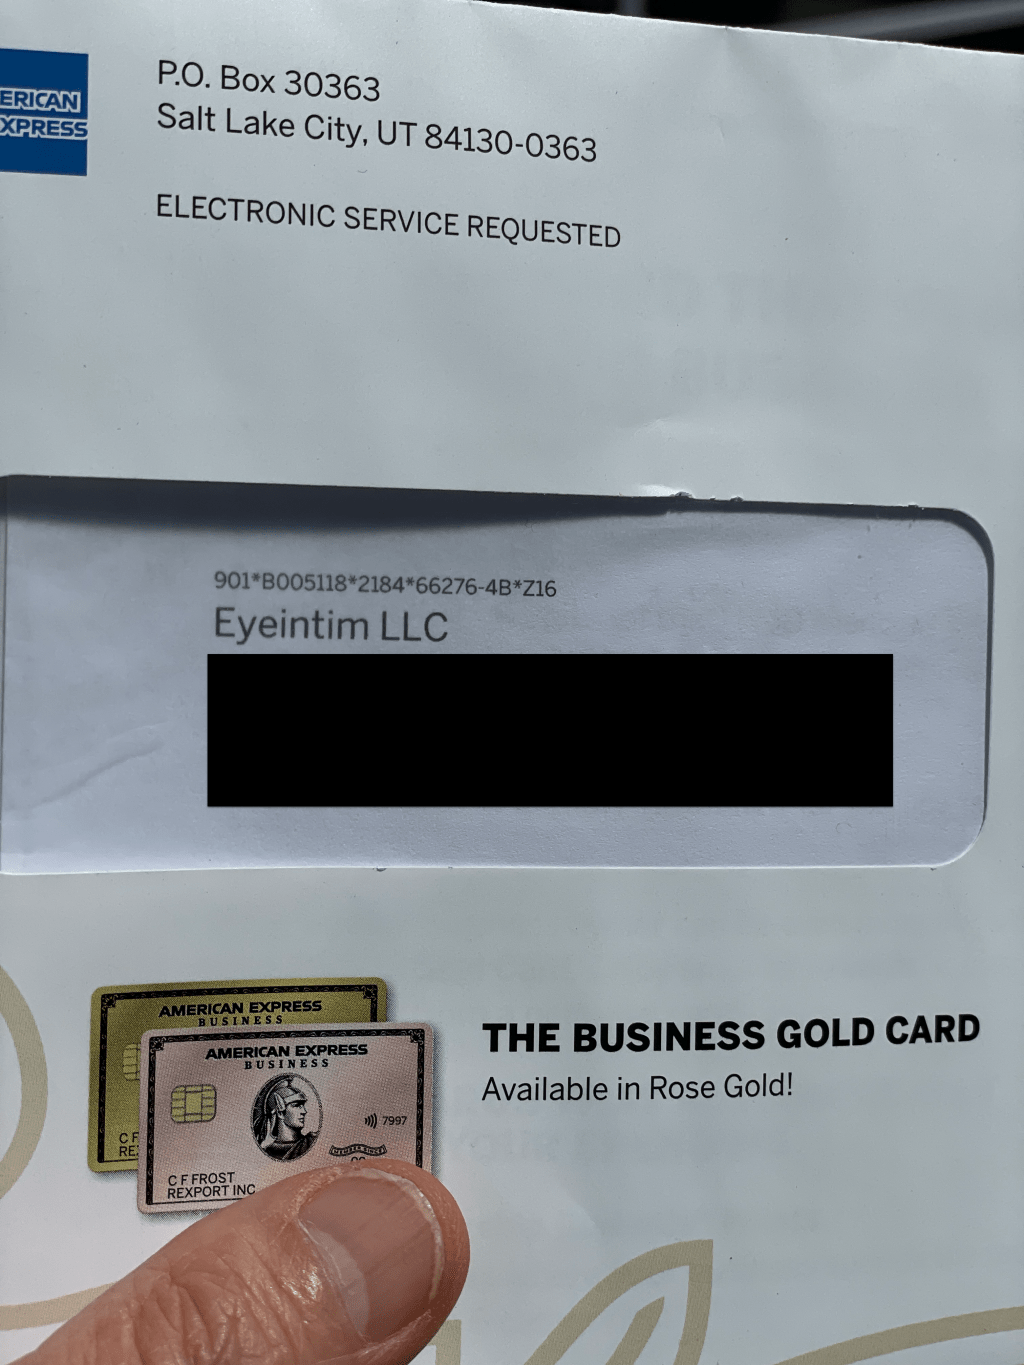 ERICAN
XPRESS
P.O. Box 30363
Salt Lake City, UT 84130-0363
ELECTRONIC SERVICE REQUESTED
901*B005118*2184*66276-4B*Z16
Eyeintim LLC
AMERICAN EXPRESS
BUSINESS
C F
RE
AMERICAN EXPRESS
BUSINESS
7997
C F FROST
REXPORT INC
THE BUSINESS GOLD CARD
Available in Rose Gold!